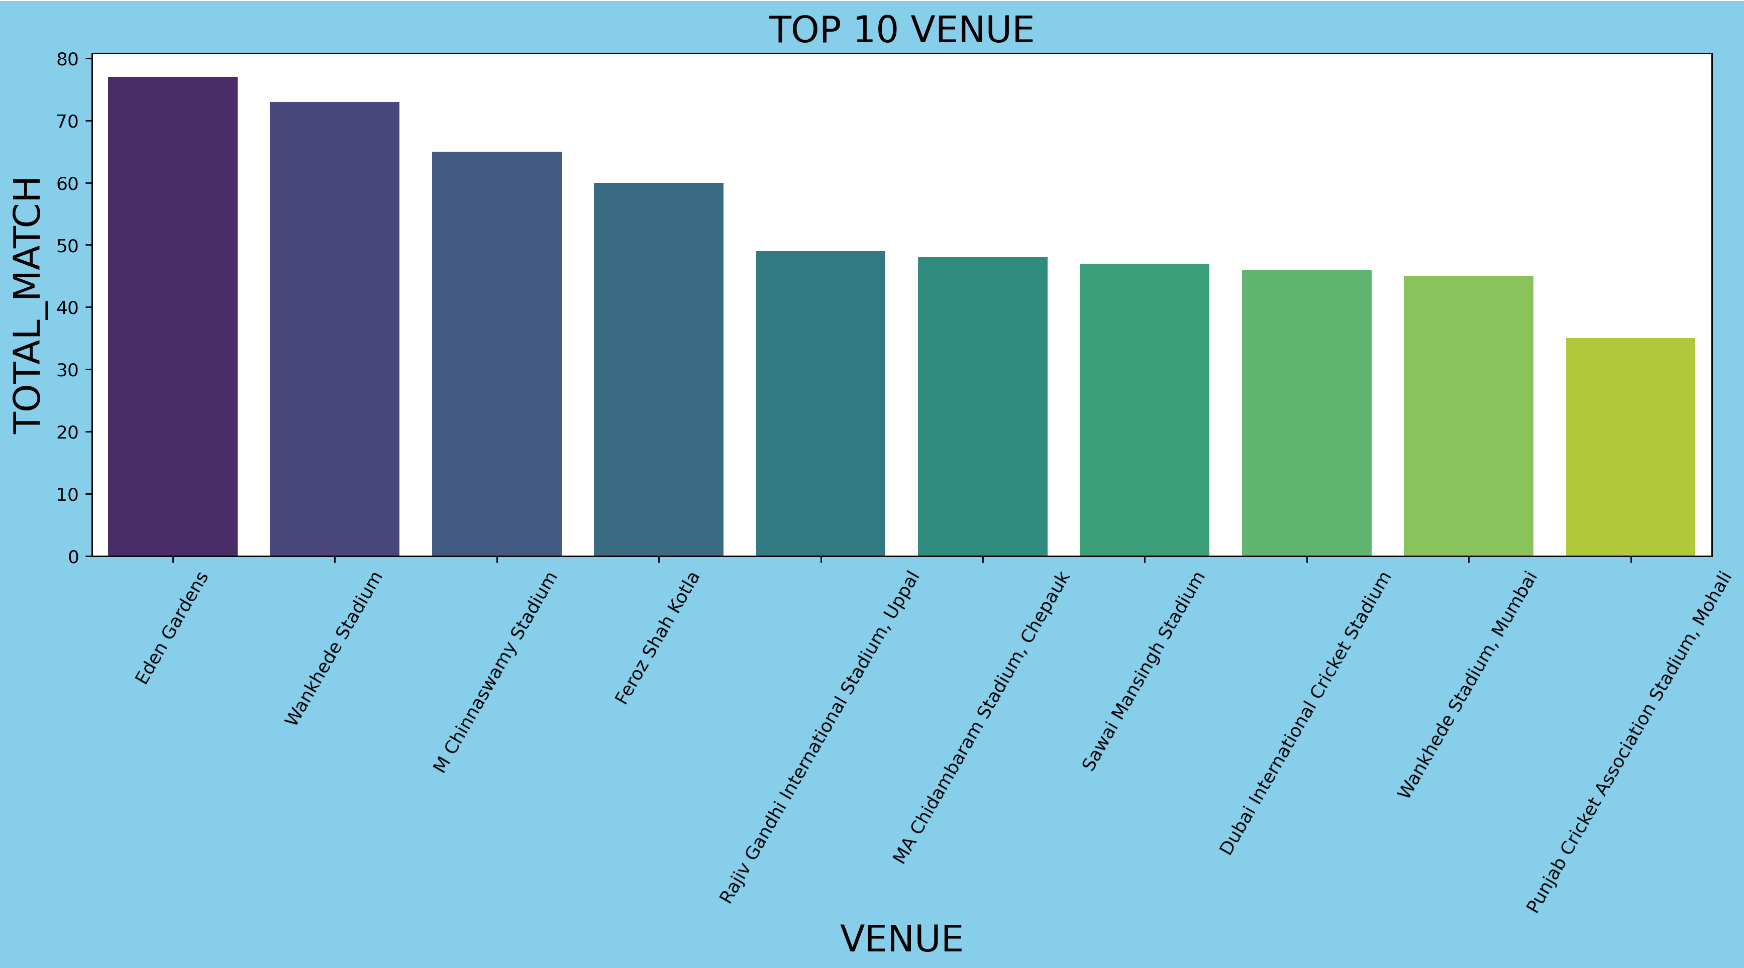 TOP 10 VENUE
TOTAL_MATCH
80
70
60
50
40
30
20
10
0
Eden Gardens
Wankhede Stadium
M Chinnaswamy Stadium
Feroz Shah Kotla
Rajiv Gandhi International Stadium, Uppal
MA Chidambaram Stadium, Chepauk
Sawai Mansingh Stadium
Dubai International Cricket Stadium
Wankhede Stadium, Mumbai
Punjab Cricket Association Stadium, Mohali
VENUE